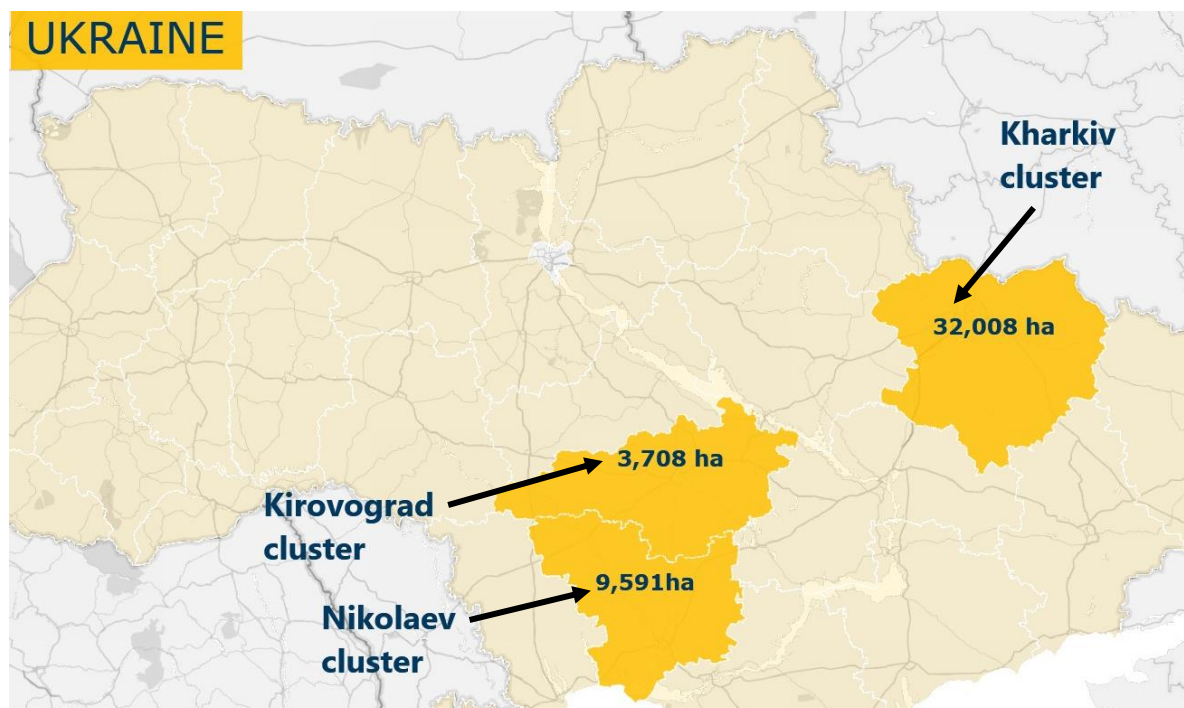 UKRAINE
Kharkiv
cluster
32,008 ha
3,708 ha
Kirovograd
cluster
9,591ha
Nikolaev
cluster